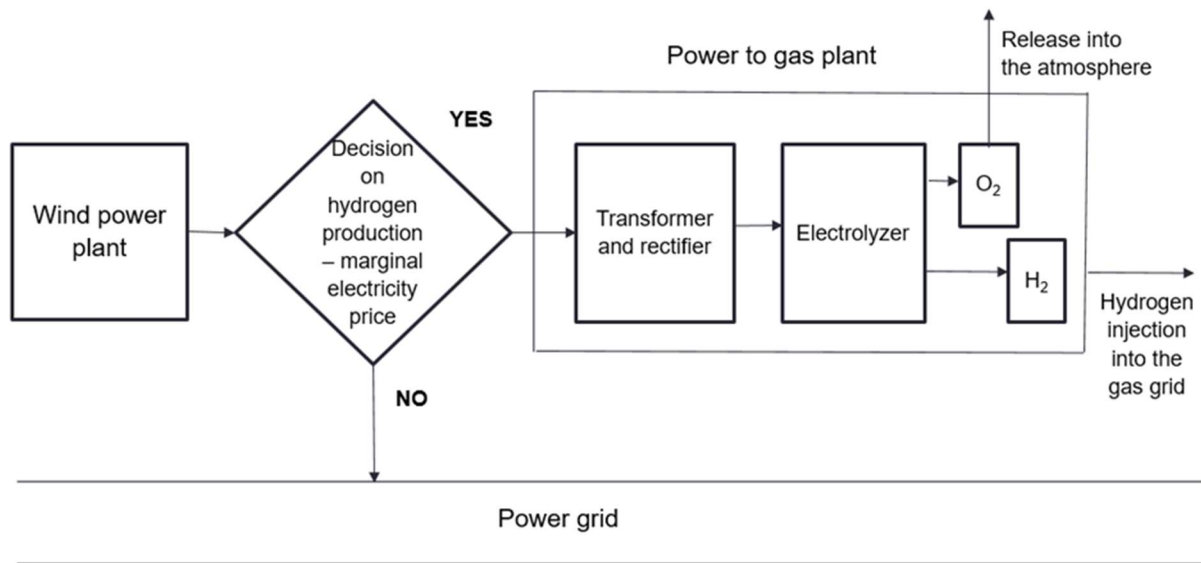 Power to gas plant
Release into
the atmosphere
YES
Wind power
plant
Decision
on
hydrogen
production
– marginal
electricity
price
Transformer
and rectifier
Electrolyzer
O₂
H₂
Hydrogen
injection
into the
gas grid
NO
Power grid